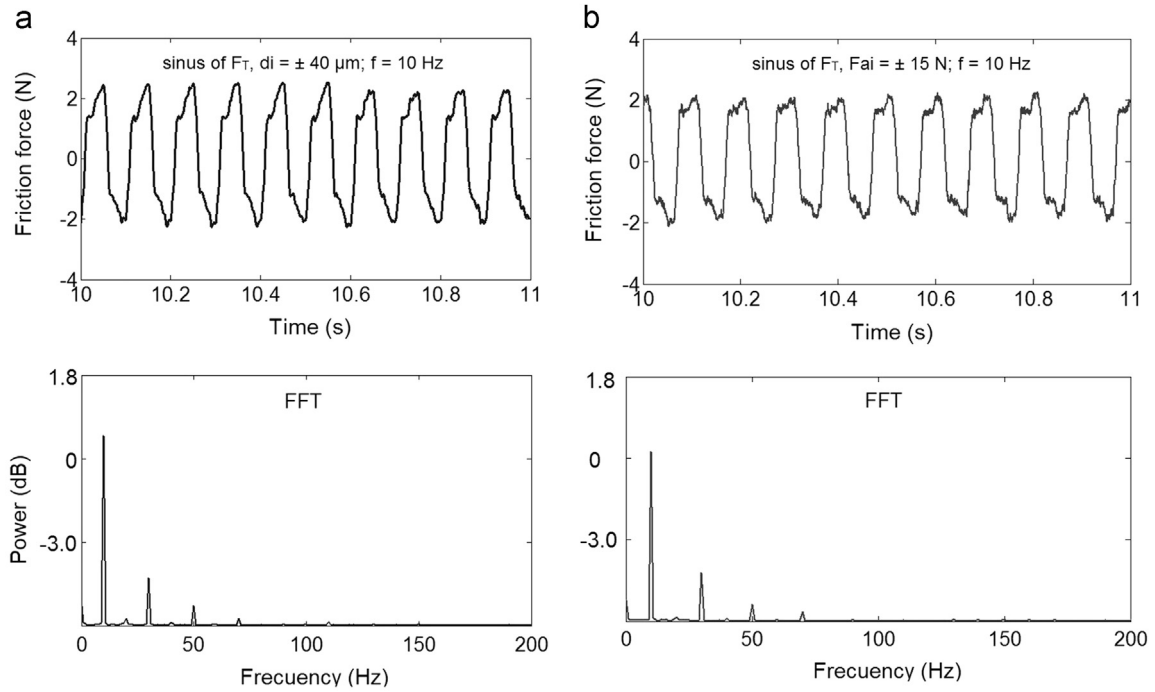 a
4
2
0
-2
-4
Friction force (N)
sinus of FT, di = ± 40 µm; f = 10 Hz
10
10.2
10.4
10.6
10.8
11
Time (s)
b
4
2
0
-2
-4
Friction force (N)
sinus of FT, Fai = ± 15 N; f = 10 Hz
10
10.2
10.4
10.6
10.8
11
Time (s)
1.8
0
-3.0
Power (dB)
FFT
0
50
100
150
200
Frecuency (Hz)
1.8
0
-3.0
FFT
0
50
100
150
200
Frecuency (Hz)